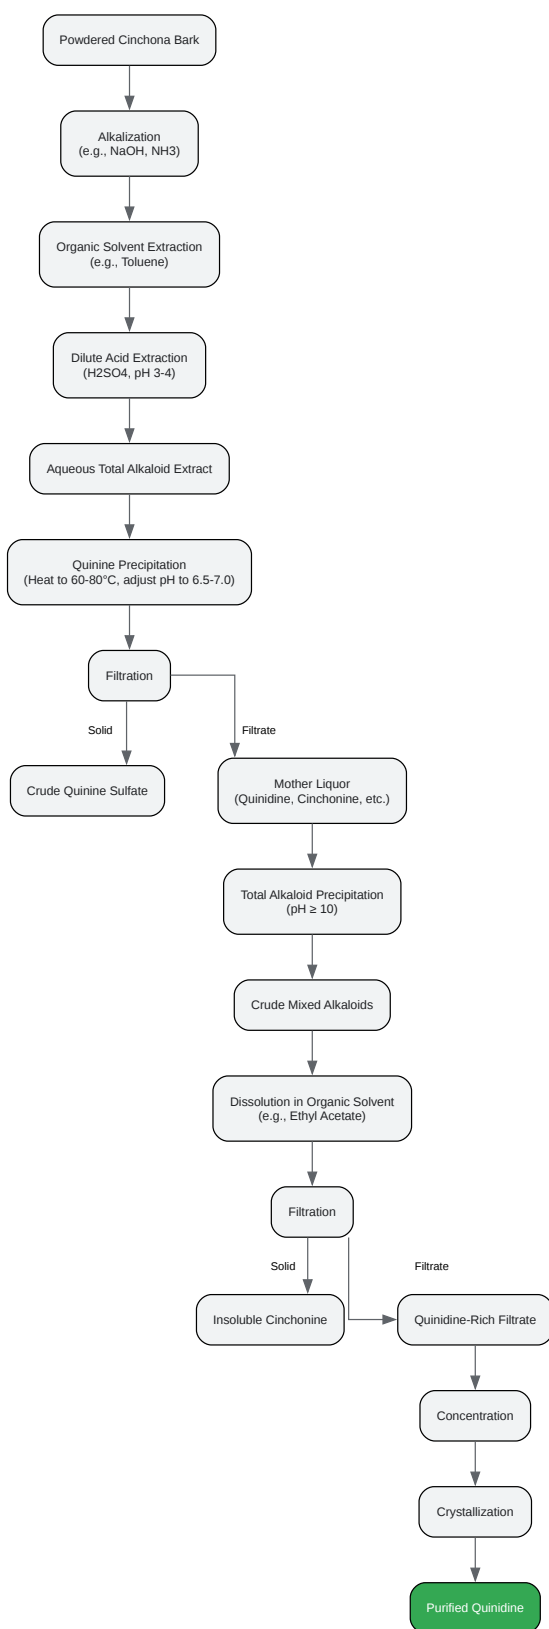 Powdered Cinchona Bark
Alkalization
(e.g., NaOH, NH3)
Organic Solvent Extraction
(e.g., Toluene)
Dilute Acid Extraction
(H2SO4, pH 3-4)
Aqueous Total Alkaloid Extract
Quinine Precipitation
(Heat to 60-80°C, adjust pH to 6.5-7.0)
Filtration
Solid
Filtrate
Crude Quinine Sulfate
Mother Liquor
(Quinidine, Cinchonine, etc.)
Total Alkaloid Precipitation
(pH ≥ 10)
Crude Mixed Alkaloids
Dissolution in Organic Solvent
(e.g., Ethyl Acetate)
Filtration
Solid
Filtrate
Insoluble Cinchonine
Quinidine-Rich Filtrate
Concentration
Crystallization
Purified Quinidine